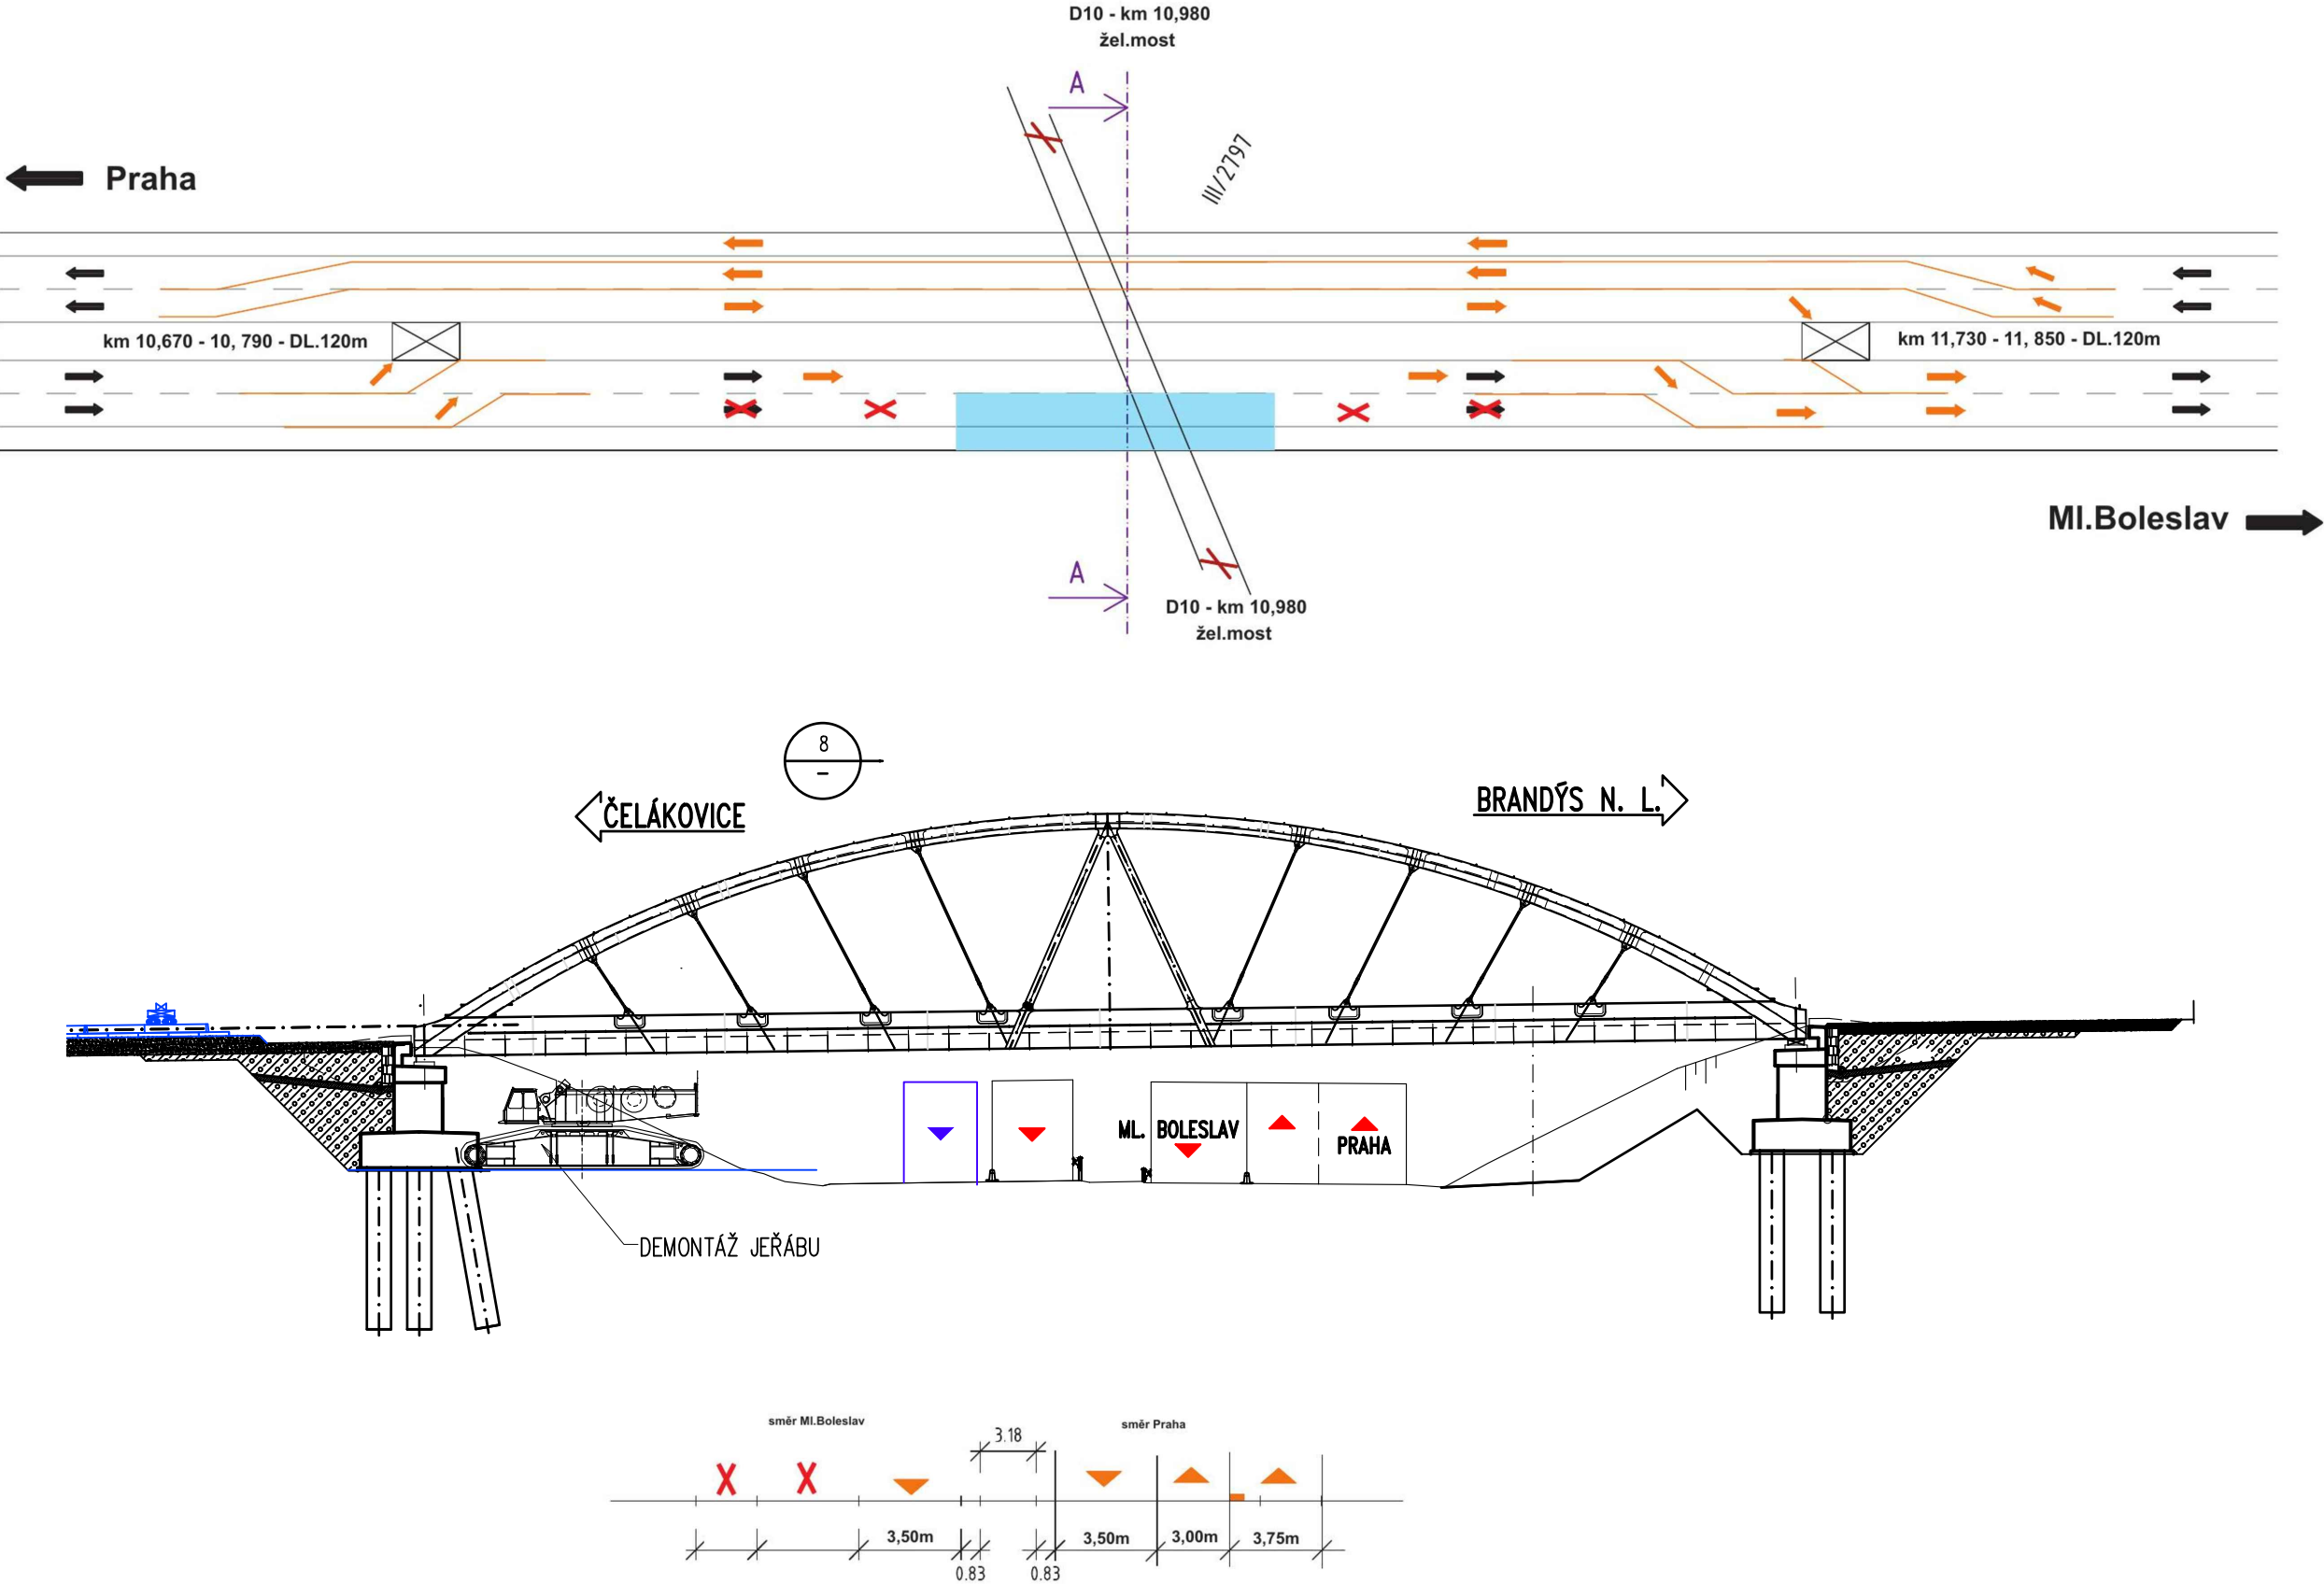 D10 - km 10,980
žel.most
A
III/2797
Praha
km 10,670 - 10, 790 - DL.120m
km 11,730 - 11, 850 - DL.120m
Ml.Boleslav
A
D10 - km 10,980
žel.most
8
–
ČELÁKOVICE
BRANDÝS N. L.
ML. BOLESLAV
PRAHA
DEMONTÁŽ JEŘÁBU
směr Ml.Boleslav
směr Praha
3.18
3,50m
3,50m
3,00m
3,75m
0.83
0.83